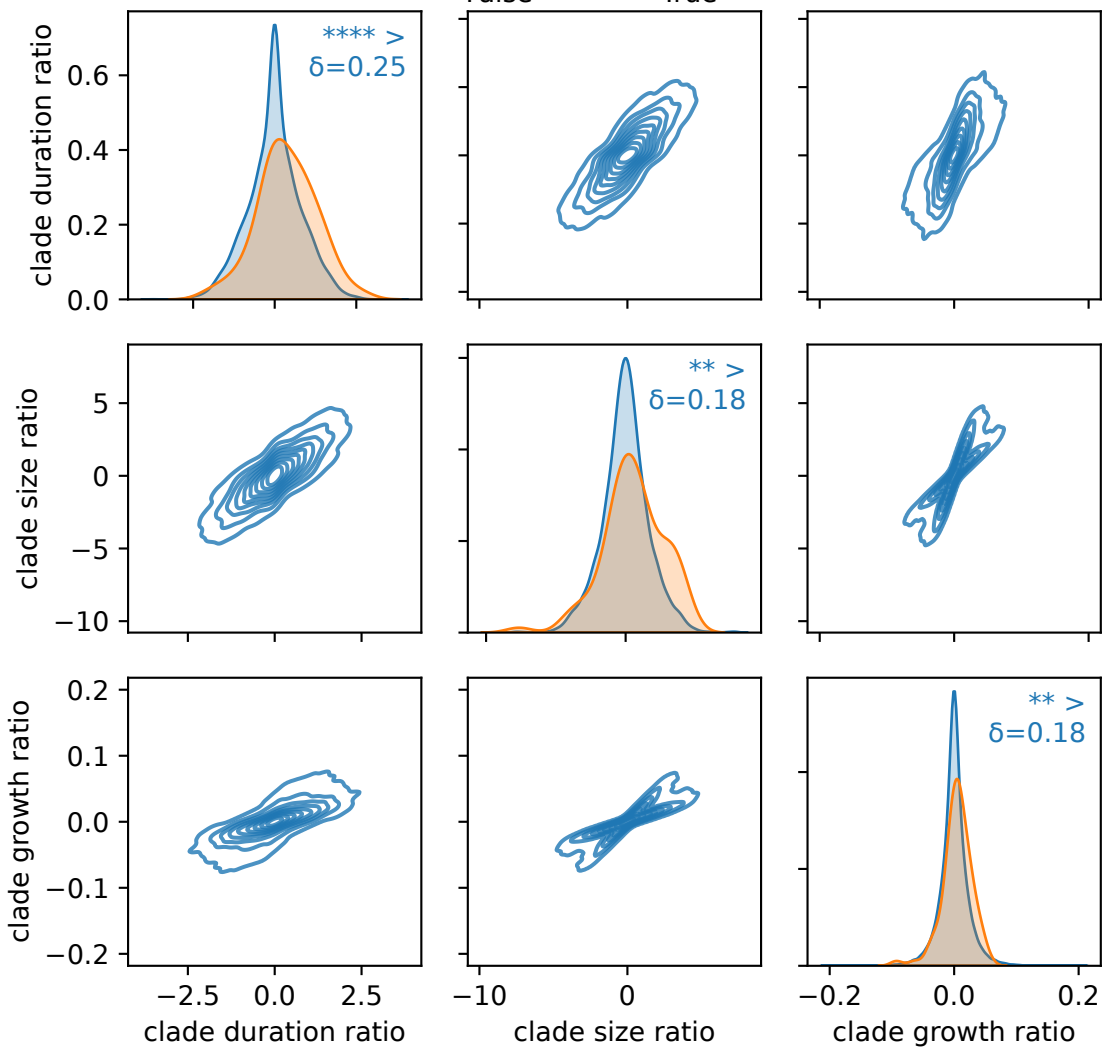 False True
clade duration ratio
0.6
0.4
0.2
0.0
**** >
δ=0.25
clade size ratio
5
0
−5
−10
** >
δ=0.18
clade growth ratio
0.2
0.1
0.0
−0.1
−0.2
** >
δ=0.18
−2.5 0.0 2.5
−10 0
−0.2 0.0 0.2
clade duration ratio
clade size ratio
clade growth ratio